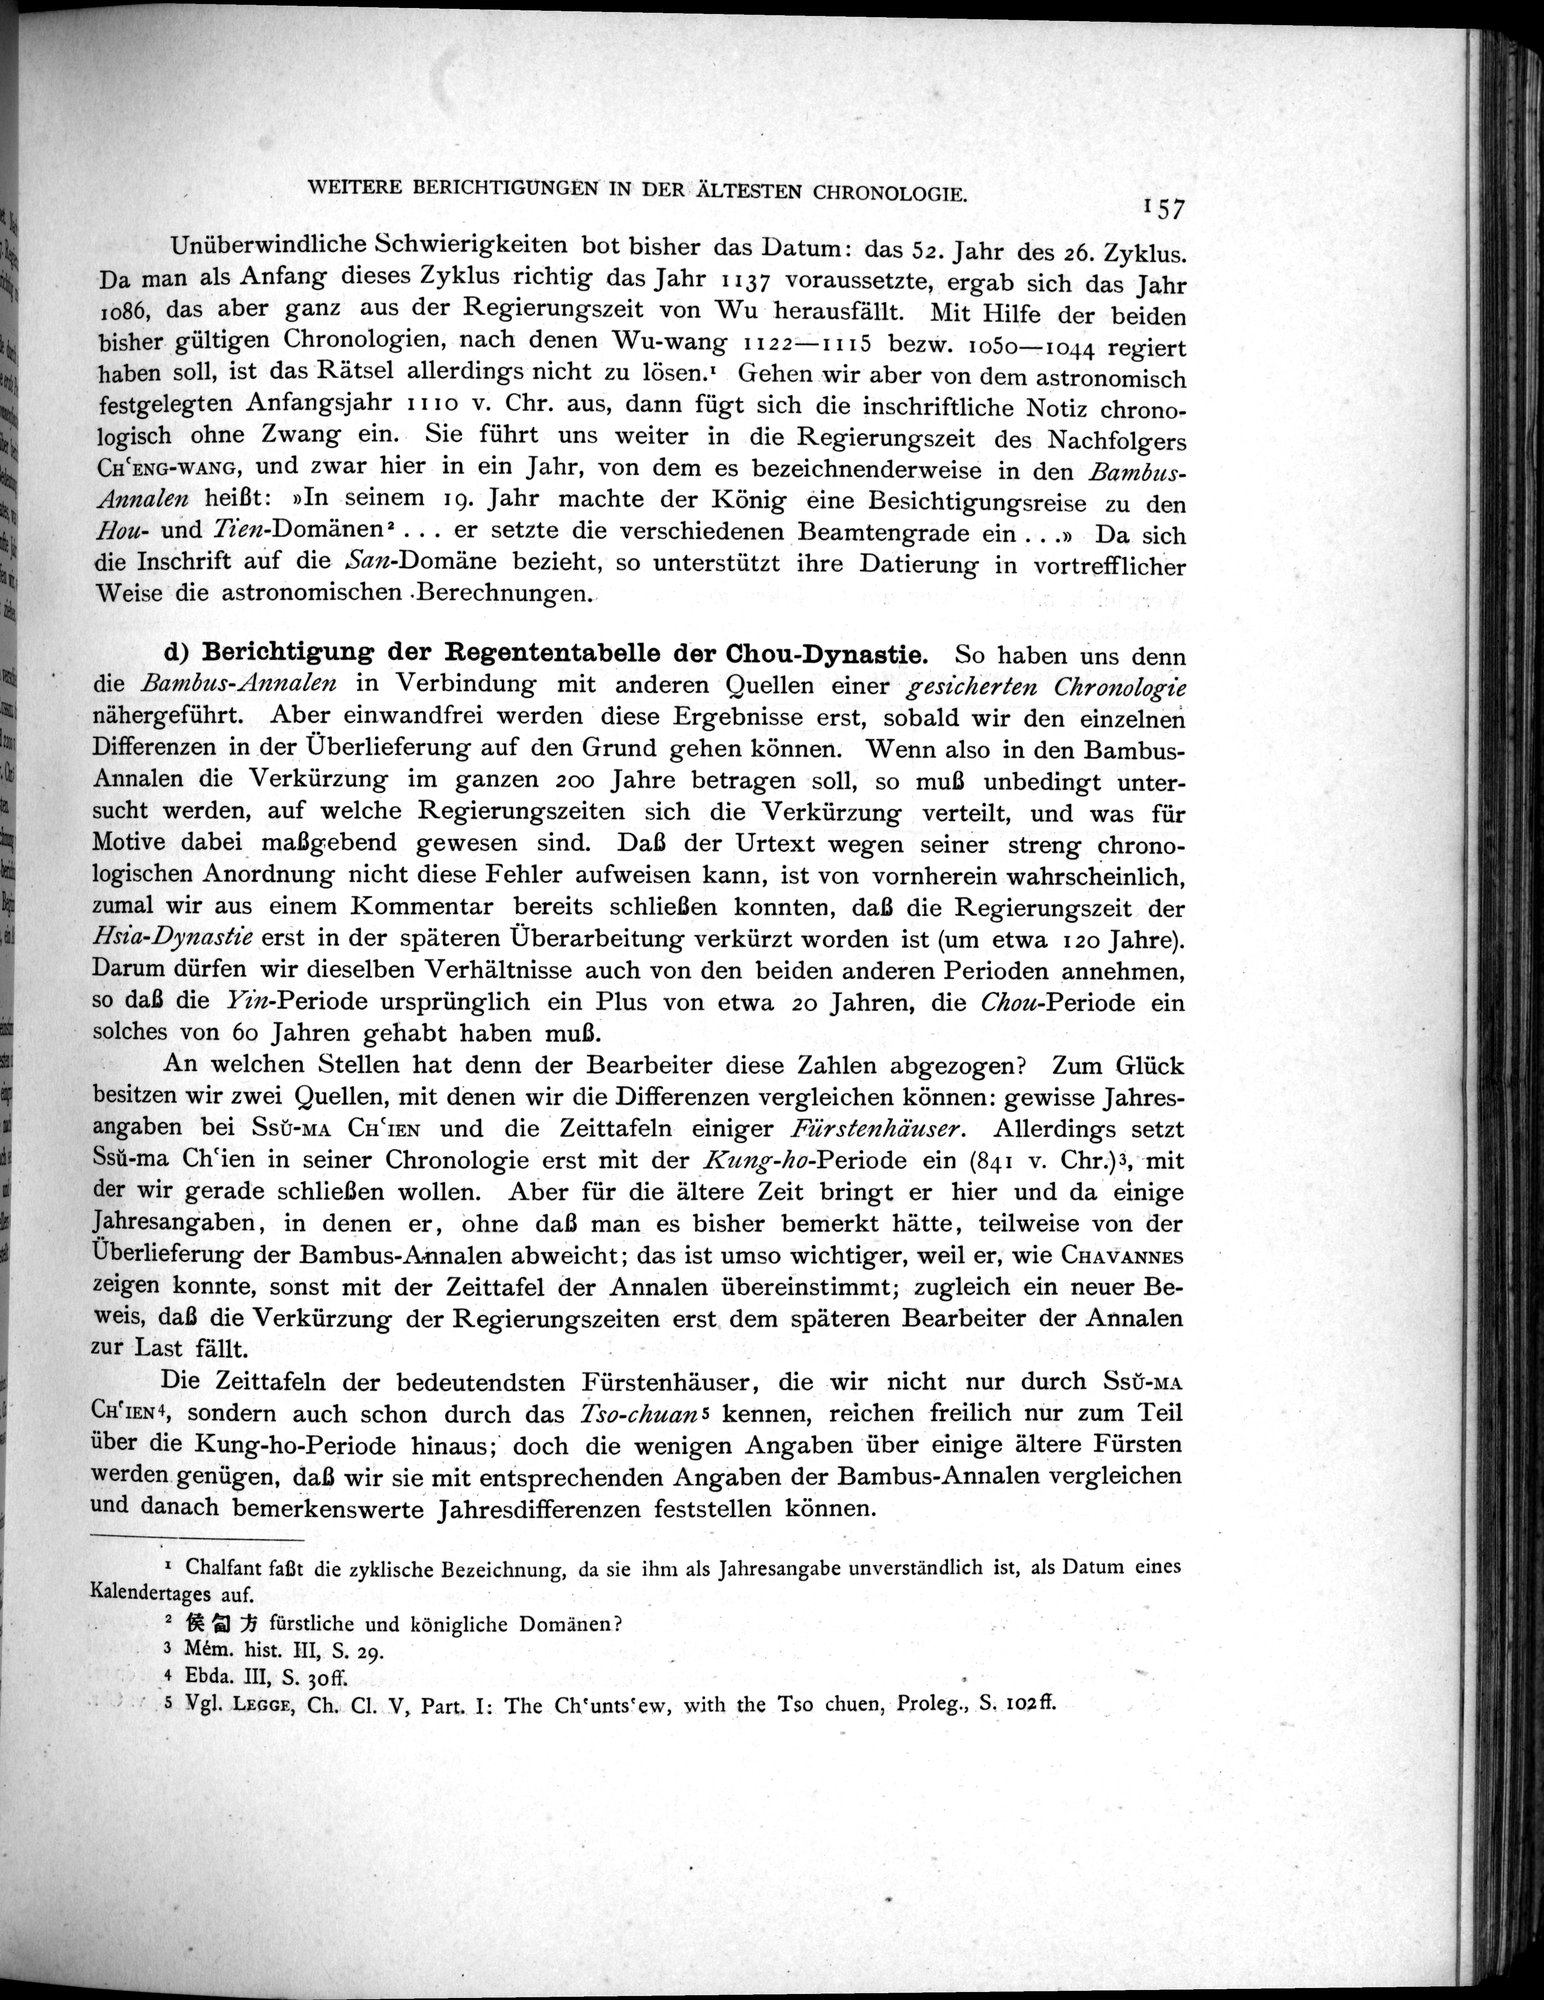 WEITERE BERICHTIGUNGEN IN DER ÄLTESTEN CHRONOLOGIE.
157
Unüberwindliche Schwierigkeiten bot bisher das Datum: das 52. Jahr des 26. Zyklus.
Da man als Anfang dieses Zyklus richtig das Jahr 1137 voraussetzte, ergab sich das Jahr
1086, das aber ganz aus der Regierungszeit von Wu herausfällt. Mit Hilfe der beiden
bisher gültigen Chronologien, nach denen Wu-wang 1122—1115 bezw. 1050—1044 regiert
haben soll, ist das Rätsel allerdings nicht zu lösen.¹ Gehen wir aber von dem astronomisch
festgelegten Anfangsjahr 1110 v. Chr. aus, dann fügt sich die inschriftliche Notiz chrono-
logisch ohne Zwang ein. Sie führt uns weiter in die Regierungszeit des Nachfolgers
CHʿENG-WANG, und zwar hier in ein Jahr, von dem es bezeichnenderweise in den Bambus-
Annalen heißt: »In seinem 19. Jahr machte der König eine Besichtigungsreise zu den
Hou- und Tien-Domänen² . . . er setzte die verschiedenen Beamtengrade ein . . .» Da sich
die Inschrift auf die San-Domäne bezieht, so unterstützt ihre Datierung in vortrefflicher
Weise die astronomischen Berechnungen.
d) Berichtigung der Regententabelle der Chou-Dynastie. So haben uns denn
die Bambus-Annalen in Verbindung mit anderen Quellen einer gesicherten Chronologie
nähergeführt. Aber einwandfrei werden diese Ergebnisse erst, sobald wir den einzelnen
Differenzen in der Überlieferung auf den Grund gehen können. Wenn also in den Bambus-
Annalen die Verkürzung im ganzen 200 Jahre betragen soll, so muß unbedingt unter-
sucht werden, auf welche Regierungszeiten sich die Verkürzung verteilt, und was für
Motive dabei maßgebend gewesen sind. Daß der Urtext wegen seiner streng chrono-
logischen Anordnung nicht diese Fehler aufweisen kann, ist von vornherein wahrscheinlich,
zumal wir aus einem Kommentar bereits schließen konnten, daß die Regierungszeit der
Hsia-Dynastie erst in der späteren Überarbeitung verkürzt worden ist (um etwa 120 Jahre).
Darum dürfen wir dieselben Verhältnisse auch von den beiden anderen Perioden annehmen,
so daß die Yin-Periode ursprünglich ein Plus von etwa 20 Jahren, die Chou-Periode ein
solches von 60 Jahren gehabt haben muß.
An welchen Stellen hat denn der Bearbeiter diese Zahlen abgezogen? Zum Glück
besitzen wir zwei Quellen, mit denen wir die Differenzen vergleichen können: gewisse Jahres-
angaben bei SSŬ-MA CHʿIEN und die Zeittafeln einiger Fürstenhäuser. Allerdings setzt
Ssŭ-ma Chʿien in seiner Chronologie erst mit der Kung-ho-Periode ein (841 v. Chr.)³, mit
der wir gerade schließen wollen. Aber für die ältere Zeit bringt er hier und da einige
Jahresangaben, in denen er, ohne daß man es bisher bemerkt hätte, teilweise von der
Überlieferung der Bambus-Annalen abweicht; das ist umso wichtiger, weil er, wie CHAVANNES
zeigen konnte, sonst mit der Zeittafel der Annalen übereinstimmt; zugleich ein neuer Be-
weis, daß die Verkürzung der Regierungszeiten erst dem späteren Bearbeiter der Annalen
zur Last fällt.
Die Zeittafeln der bedeutendsten Fürstenhäuser, die wir nicht nur durch SSŬ-MA
CHʿIEN⁴, sondern auch schon durch das Tso-chuan⁵ kennen, reichen freilich nur zum Teil
über die Kung-ho-Periode hinaus; doch die wenigen Angaben über einige ältere Fürsten
werden genügen, daß wir sie mit entsprechenden Angaben der Bambus-Annalen vergleichen
und danach bemerkenswerte Jahresdifferenzen feststellen können.
¹ Chalfant faßt die zyklische Bezeichnung, da sie ihm als Jahresangabe unverständlich ist, als Datum eines
Kalendertages auf.
² 侯甸方 fürstliche und königliche Domänen?
³ Mém. hist. III, S. 29.
⁴ Ebda. III, S. 30ff.
⁵ Vgl. LEGGE, Ch. Cl. V, Part. I: The Chʿuntsʿew, with the Tso chuen, Proleg., S. 102ff.